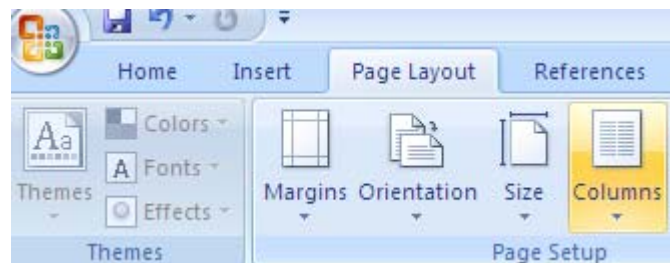 Home Insert Page Layout References
Aa
Colors
A Fonts
Effects
Themes
Margins Orientation Size Columns
Themes Page Setup